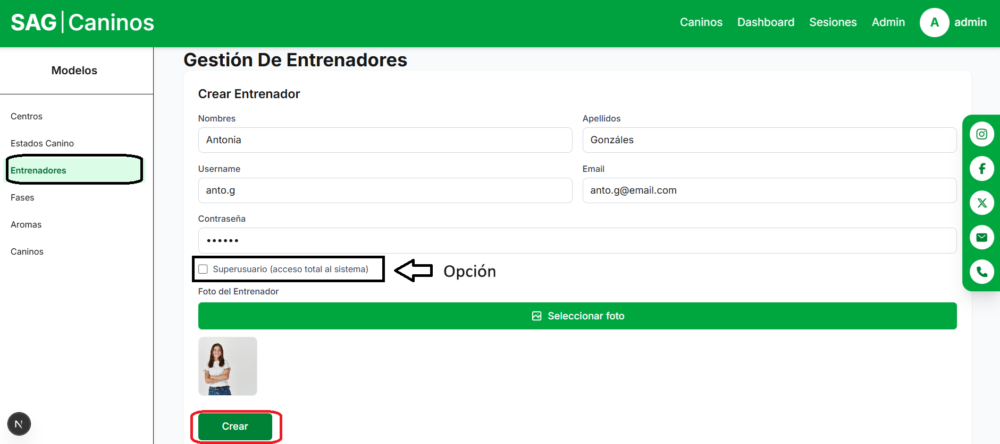 SAG|Caninos
Caninos Dashboard Sesiones Admin A admin
Modelos
Centros
Estados Canino
Entrenadores
Fases
Aromas
Caninos
Gestión De Entrenadores
Crear Entrenador
Nombres Apellidos
Antonia Gonzáles
Username Email
anto.g anto.g@email.com
Contraseña
••••••
Superusuario (acceso total al sistema) Opción
Foto del Entrenador
Seleccionar foto
Crear
N